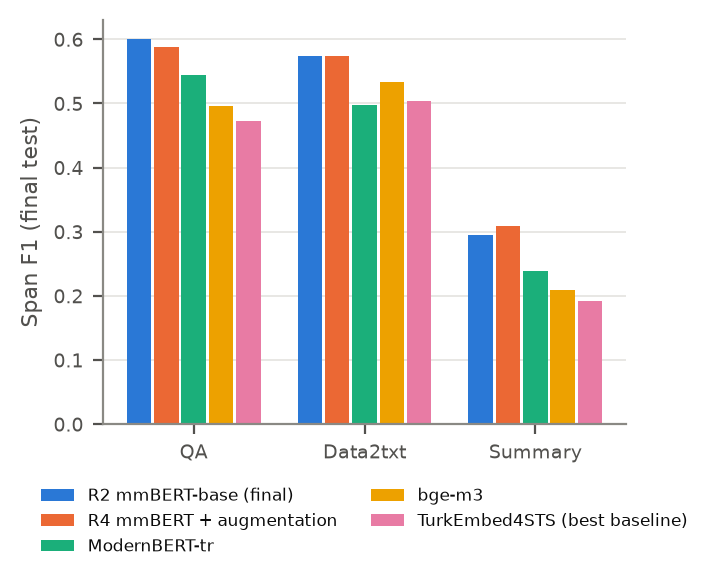 Span F1 (final test)
0.6
0.5
0.4
0.3
0.2
0.1
0.0
QA
Data2txt
Summary
R2 mmBERT-base (final)
R4 mmBERT + augmentation
ModernBERT-tr
bge-m3
TurkEmbed4STS (best baseline)